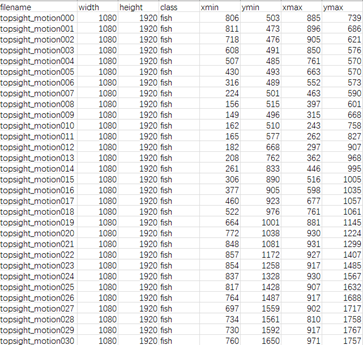 filename width height class xmin ymin xmax ymax
topsight_motion000 1080 1920 fish 806 503 885 739
topsight_motion001 1080 1920 fish 811 473 896 686
topsight_motion002 1080 1920 fish 718 476 905 621
topsight_motion003 1080 1920 fish 608 491 850 576
topsight_motion004 1080 1920 fish 507 485 761 570
topsight_motion005 1080 1920 fish 430 493 663 570
topsight_motion006 1080 1920 fish 316 489 552 573
topsight_motion007 1080 1920 fish 224 501 463 590
topsight_motion008 1080 1920 fish 156 515 397 601
topsight_motion009 1080 1920 fish 149 496 315 668
topsight_motion010 1080 1920 fish 162 510 243 758
topsight_motion011 1080 1920 fish 165 577 262 827
topsight_motion012 1080 1920 fish 182 668 297 907
topsight_motion013 1080 1920 fish 208 762 362 968
topsight_motion014 1080 1920 fish 261 833 446 995
topsight_motion015 1080 1920 fish 306 890 516 1005
topsight_motion016 1080 1920 fish 377 905 598 1035
topsight_motion017 1080 1920 fish 460 923 677 1057
topsight_motion018 1080 1920 fish 522 976 761 1061
topsight_motion019 1080 1920 fish 664 1001 881 1145
topsight_motion020 1080 1920 fish 772 1038 930 1224
topsight_motion021 1080 1920 fish 848 1081 931 1299
topsight_motion022 1080 1920 fish 857 1172 927 1407
topsight_motion023 1080 1920 fish 854 1258 917 1485
topsight_motion024 1080 1920 fish 837 1328 930 1567
topsight_motion025 1080 1920 fish 817 1428 907 1632
topsight_motion026 1080 1920 fish 764 1487 917 1688
topsight_motion027 1080 1920 fish 697 1559 902 1717
topsight_motion028 1080 1920 fish 734 1561 810 1758
topsight_motion029 1080 1920 fish 730 1592 917 1767
topsight_motion030 1080 1920 fish 760 1650 971 1757